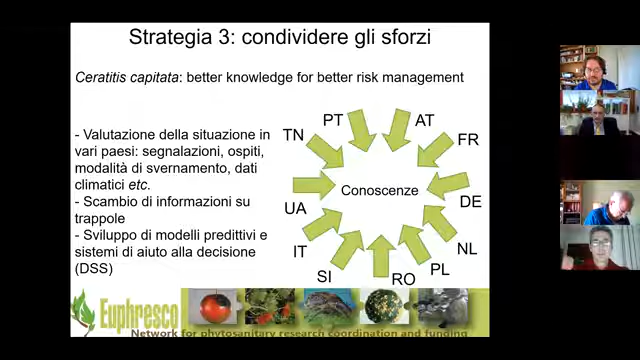 Strategia 3: condividere gli sforzi
Ceratitis capitata: better knowledge for better risk management
- Valutazione della situazione in
vari paesi: segnalazioni, ospiti,
modalità di svernamento, dati
climatici etc.
- Scambio di informazioni su
trappole
- Sviluppo di modelli predittivi e
sistemi di aiuto alla decisione
(DSS)
PT
AT
TN
FR
Conoscenze
UA
DE
IT
NL
SI
RO
PL
Euphresco
Network for phytosanitary research coordination and funding